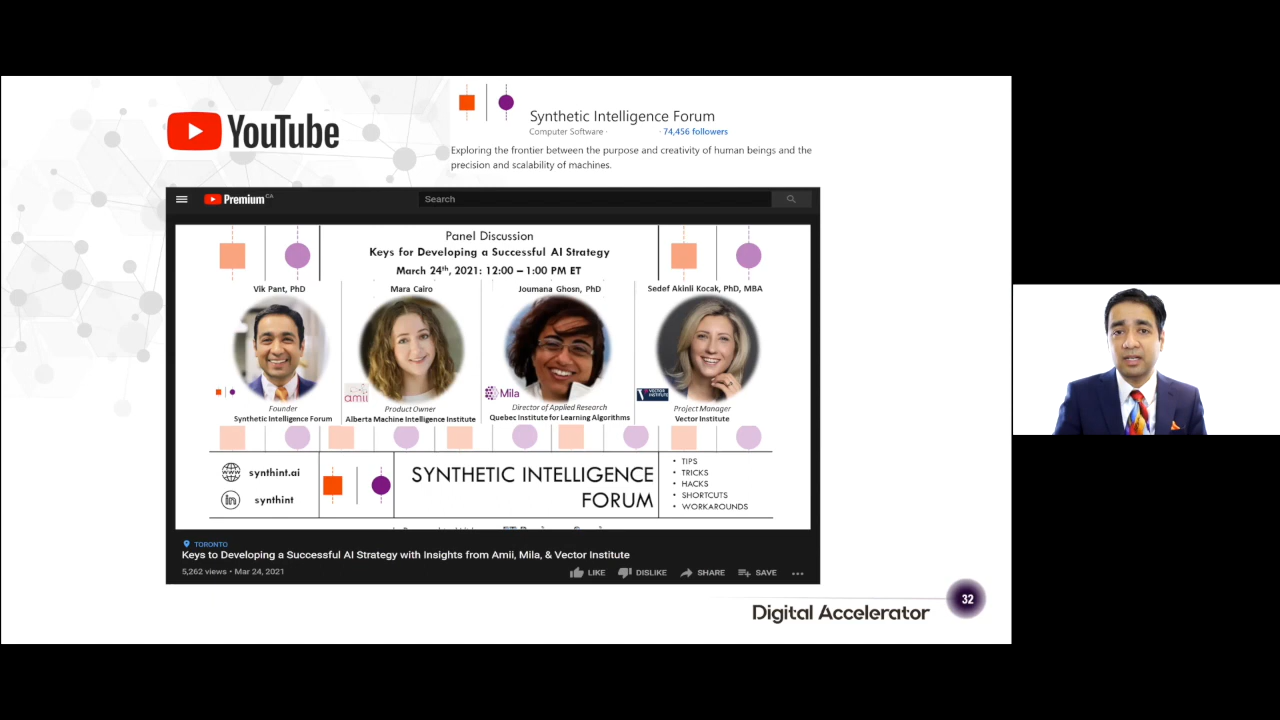 YouTube
Synthetic Intelligence Forum
Computer Software · · 74,456 followers
Exploring the frontier between the purpose and creativity of human beings and the
precision and scalability of machines.
Premium CA
Search
Panel Discussion
Keys for Developing a Successful AI Strategy
March 24th, 2021: 12:00 – 1:00 PM ET
Vik Pant, PhD
Mara Cairo
Joumana Ghosn, PhD
Sedef Akinli Kocak, PhD, MBA
amii
Mila
VECTOR INSTITUTE
Founder
Synthetic Intelligence Forum
Product Owner
Alberta Machine Intelligence Institute
Director of Applied Research
Quebec Institute for Learning Algorithms
Project Manager
Vector Institute
synthint.ai
in synthint
SYNTHETIC INTELLIGENCE
FORUM
• TIPS
• TRICKS
• HACKS
• SHORTCUTS
• WORKAROUNDS
TORONTO
Keys to Developing a Successful AI Strategy with Insights from Amii, Mila, & Vector Institute
5,262 views • Mar 24, 2021
LIKE DISLIKE SHARE SAVE
Digital Accelerator
32